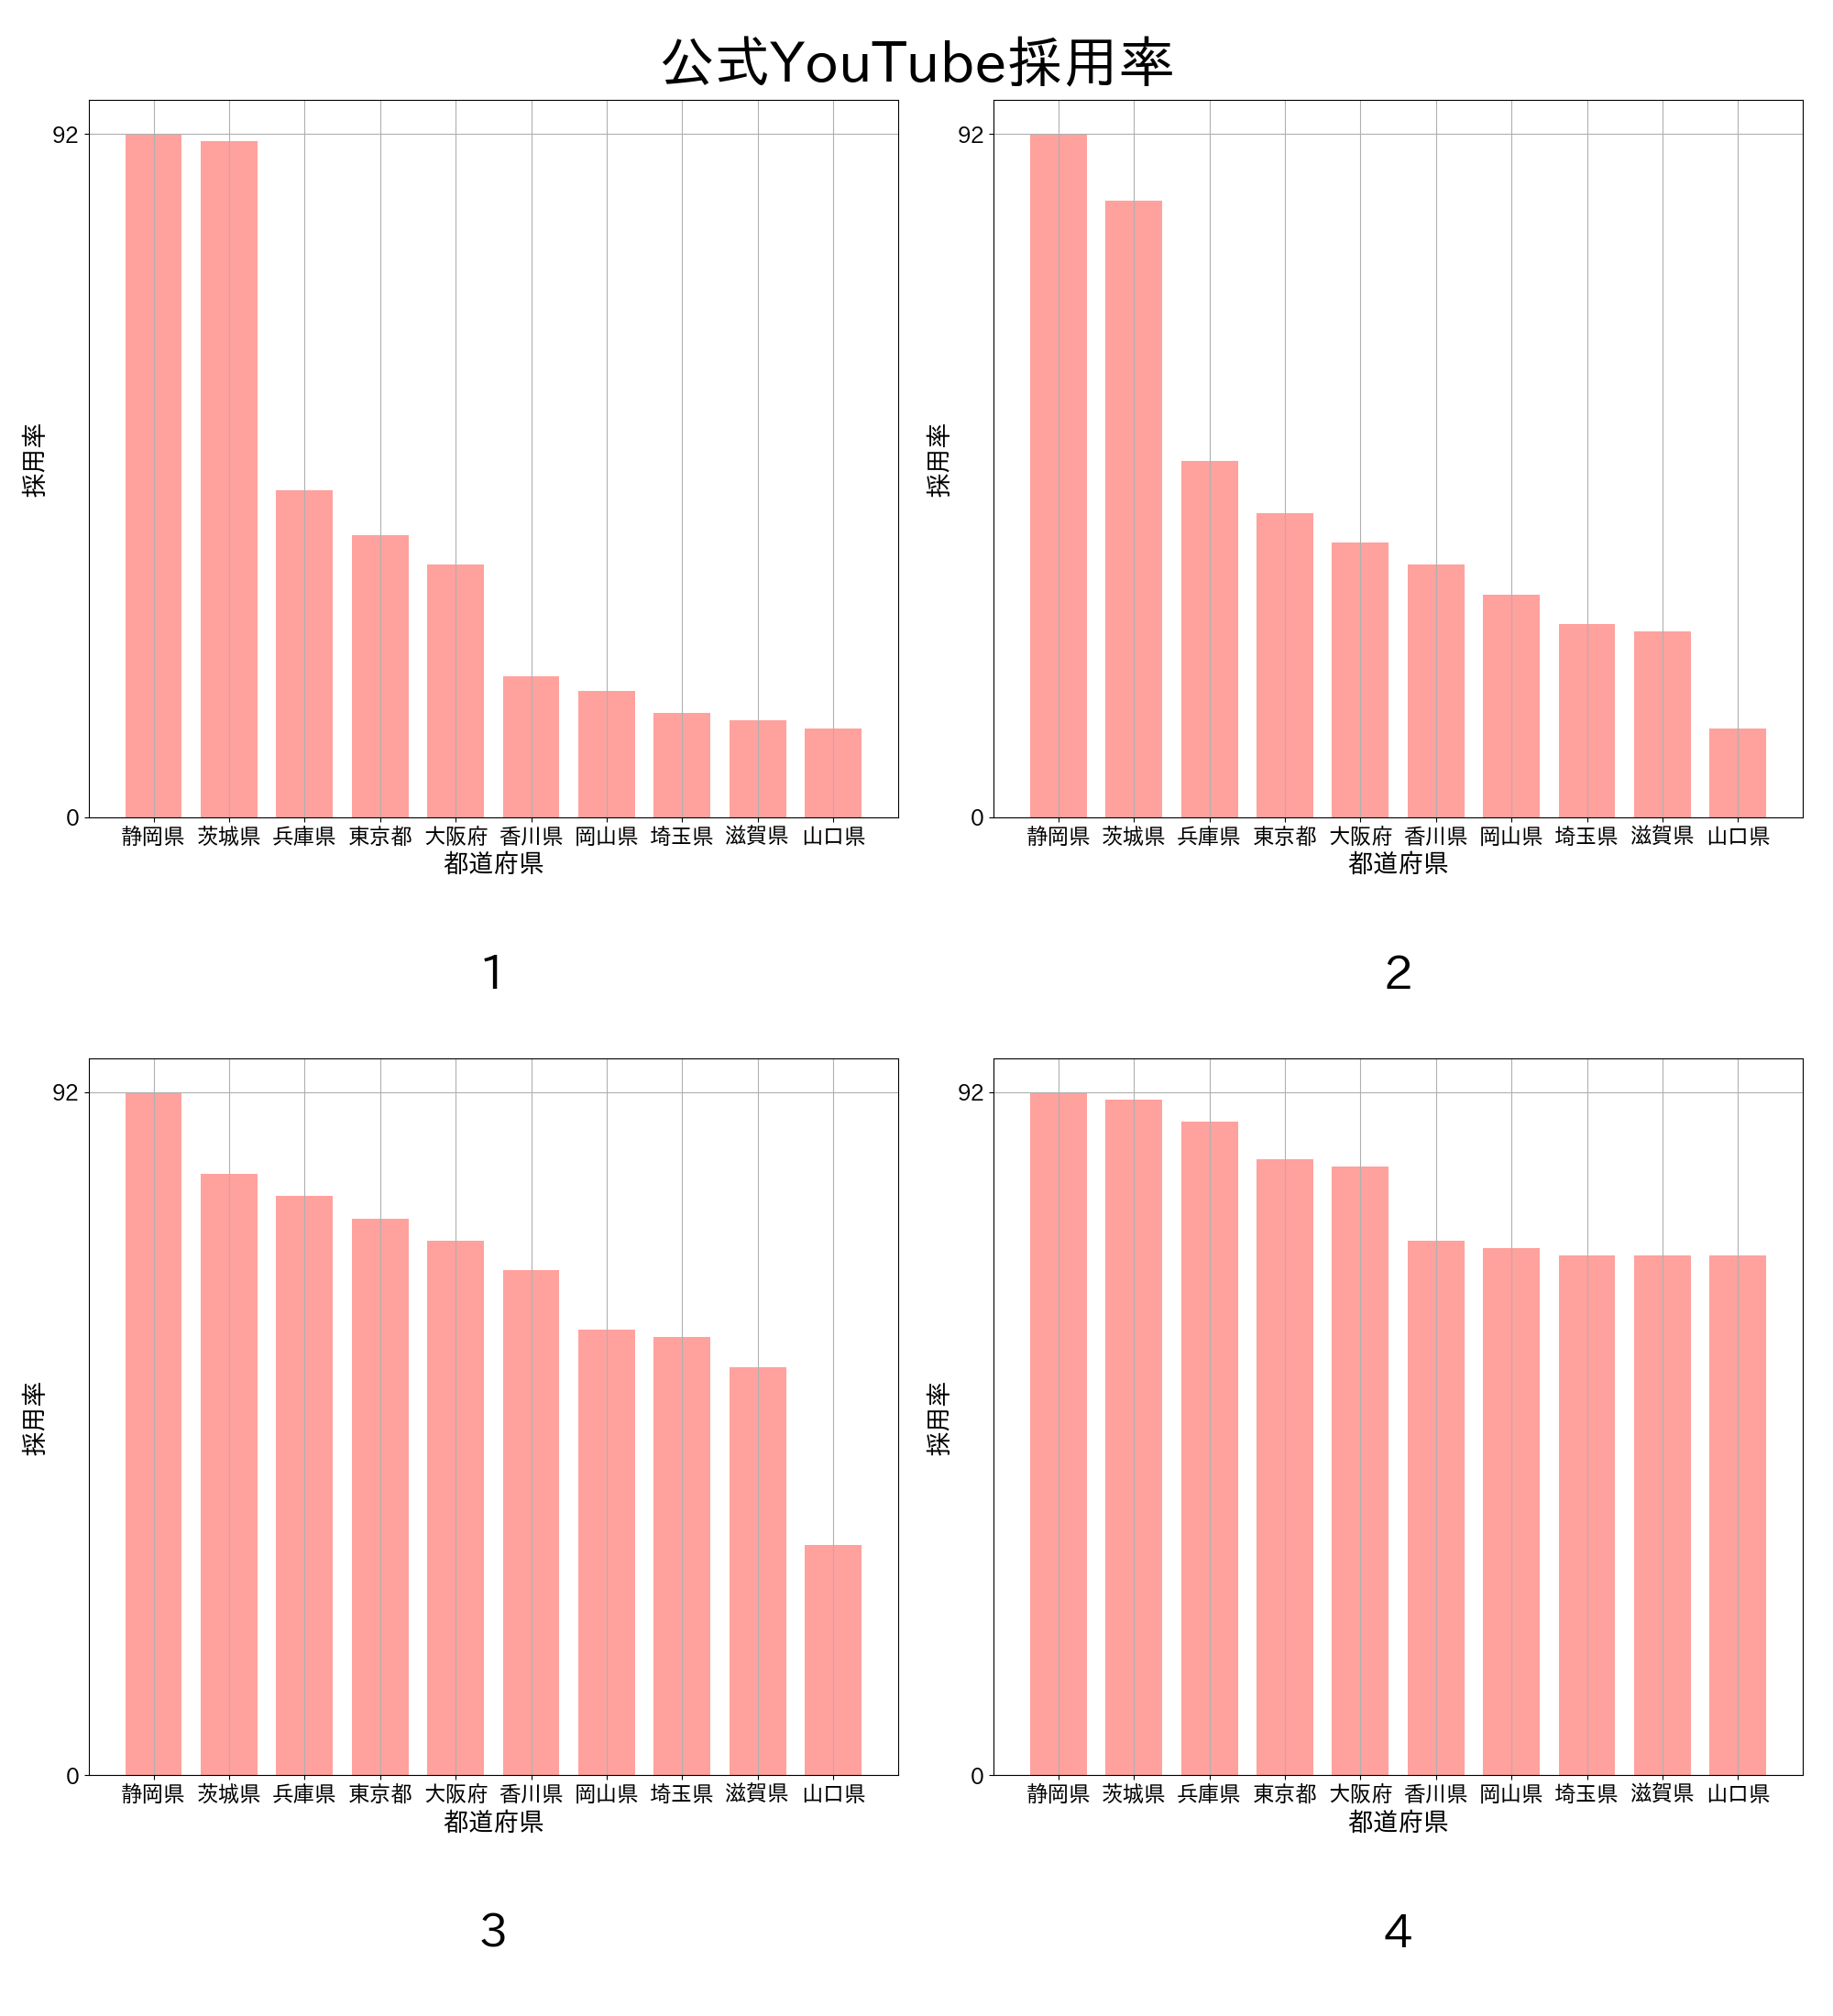 公式YouTube採用率
92
採用率
0
静岡県 茨城県 兵庫県 東京都 大阪府 香川県 岡山県 埼玉県 滋賀県 山口県
都道府県
1
92
採用率
0
静岡県 茨城県 兵庫県 東京都 大阪府 香川県 岡山県 埼玉県 滋賀県 山口県
都道府県
2
92
採用率
0
静岡県 茨城県 兵庫県 東京都 大阪府 香川県 岡山県 埼玉県 滋賀県 山口県
都道府県
3
92
採用率
0
静岡県 茨城県 兵庫県 東京都 大阪府 香川県 岡山県 埼玉県 滋賀県 山口県
都道府県
4